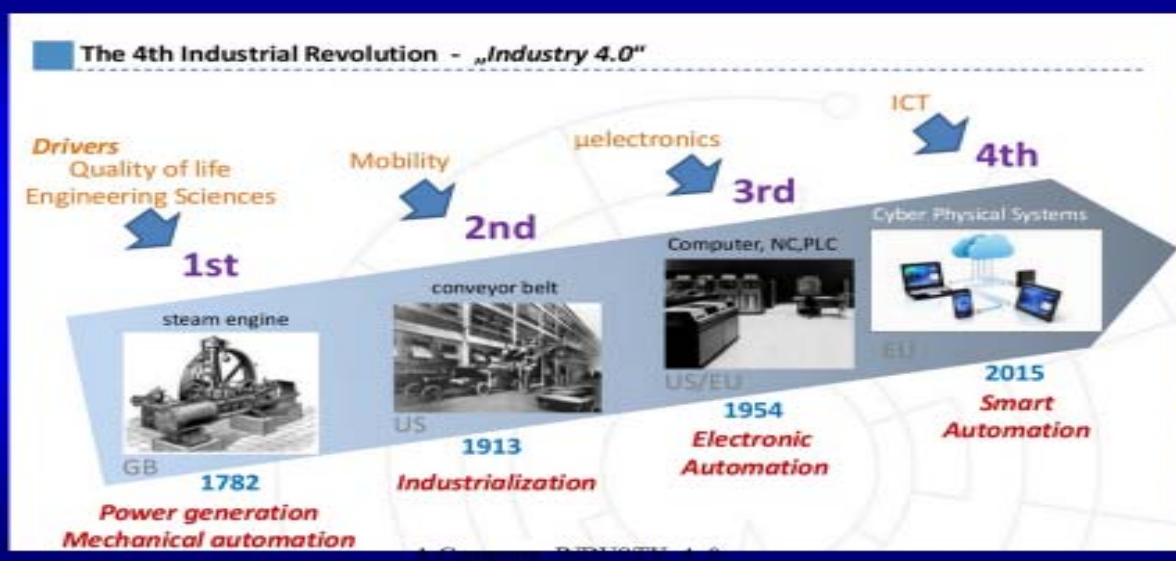 The 4th Industrial Revolution - „Industry 4.0"
Drivers
Quality of life
Engineering Sciences
1st
steam engine
GB
1782
Power generation
Mechanical automation
Mobility
2nd
conveyor belt
US
1913
Industrialization
µelectronics
3rd
Computer, NC,PLC
US/EU
1954
Electronic
Automation
ICT
4th
Cyber Physical Systems
EU
2015
Smart
Automation